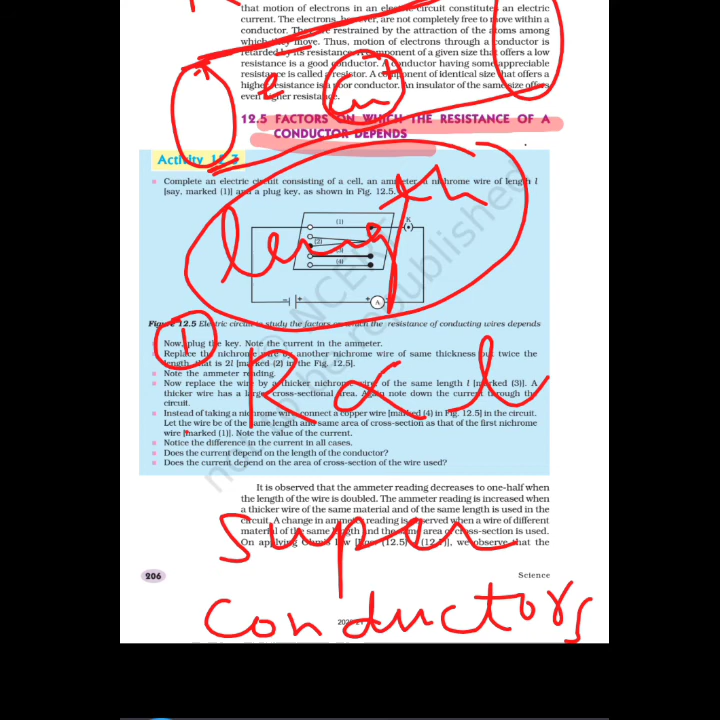 that motion of electrons in an electric circuit constitutes an electric
current. The electrons, however, are not completely free to move within a
conductor. They are restrained by the attraction of the atoms among
which they move. Thus, motion of electrons through a conductor is
retarded by its resistance. A component of a given size that offers a low
resistance is a good conductor. A conductor having some appreciable
resistance is called a resistor. A component of identical size that offers a
higher resistance is a poor conductor. An insulator of the same size offers
even higher resistance.
12.5 FACTORS ON WHICH THE RESISTANCE OF A
CONDUCTOR DEPENDS
Activity 12.3
Complete an electric circuit consisting of a cell, an ammeter, a nichrome wire of length l
[say, marked (1)] and a plug key, as shown in Fig. 12.5.
(1)
K
(2)
(3)
(4)
length
– + + A –
Figure 12.5 Electric circuit to study the factors on which the resistance of conducting wires depends
1
Now, plug the key. Note the current in the ammeter.
Replace the nichrome wire by another nichrome wire of same thickness but twice the
length, that is 2l [marked (2) in the Fig. 12.5].
Note the ammeter reading.
Now replace the wire by a thicker nichrome wire of the same length l [marked (3)]. A
thicker wire has a larger cross-sectional area. Again note down the current through the
circuit.
R ∝ l
Instead of taking a nichrome wire, connect a copper wire [marked (4) in Fig. 12.5] in the circuit.
Let the wire be of the same length and same area of cross-section as that of the first nichrome
wire [marked (1)]. Note the value of the current.
Notice the difference in the current in all cases.
Does the current depend on the length of the conductor?
Does the current depend on the area of cross-section of the wire used?
not to be republished
It is observed that the ammeter reading decreases to one-half when
the length of the wire is doubled. The ammeter reading is increased when
a thicker wire of the same material and of the same length is used in the
circuit. A change in ammeter reading is observed when a wire of different
material of the same length and the same area of cross-section is used.
On applying Ohm's law [Eqs. (12.5) – (12.7)], we observe that the
Super
206
Science
conductors